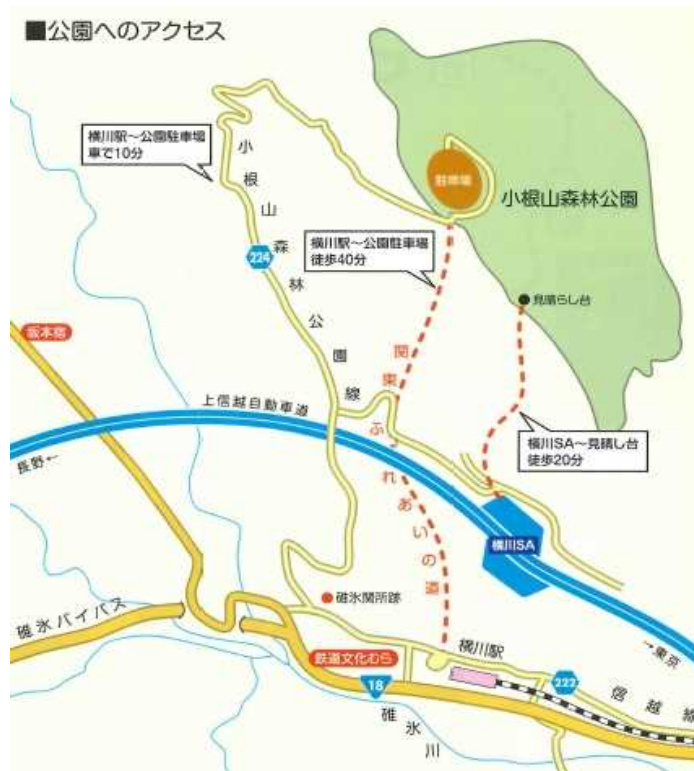 ■公園へのアクセス
横川駅～公園駐車場
車で10分
小根山森林公園線
224
駐車場
小根山森林公園
横川駅～公園駐車場
徒歩40分
見晴らし台
坂本宿
関東ふれあいの道
上信越自動車道
長野←
横川SA～見晴し台
徒歩20分
横川SA
碓氷関所跡
碓氷バイパス
鉄道文化むら
横川駅
→東京
18
222
信越線
碓氷川